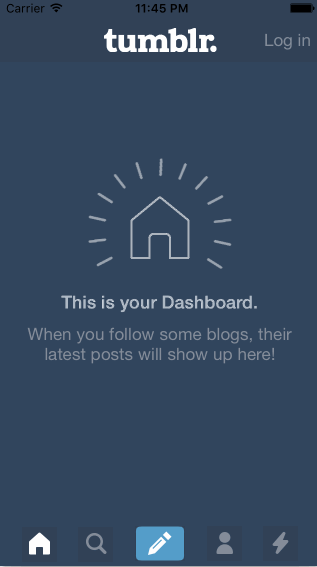 Carrier 11:45 PM
tumblr. Log in
This is your Dashboard.
When you follow some blogs, their
latest posts will show up here!